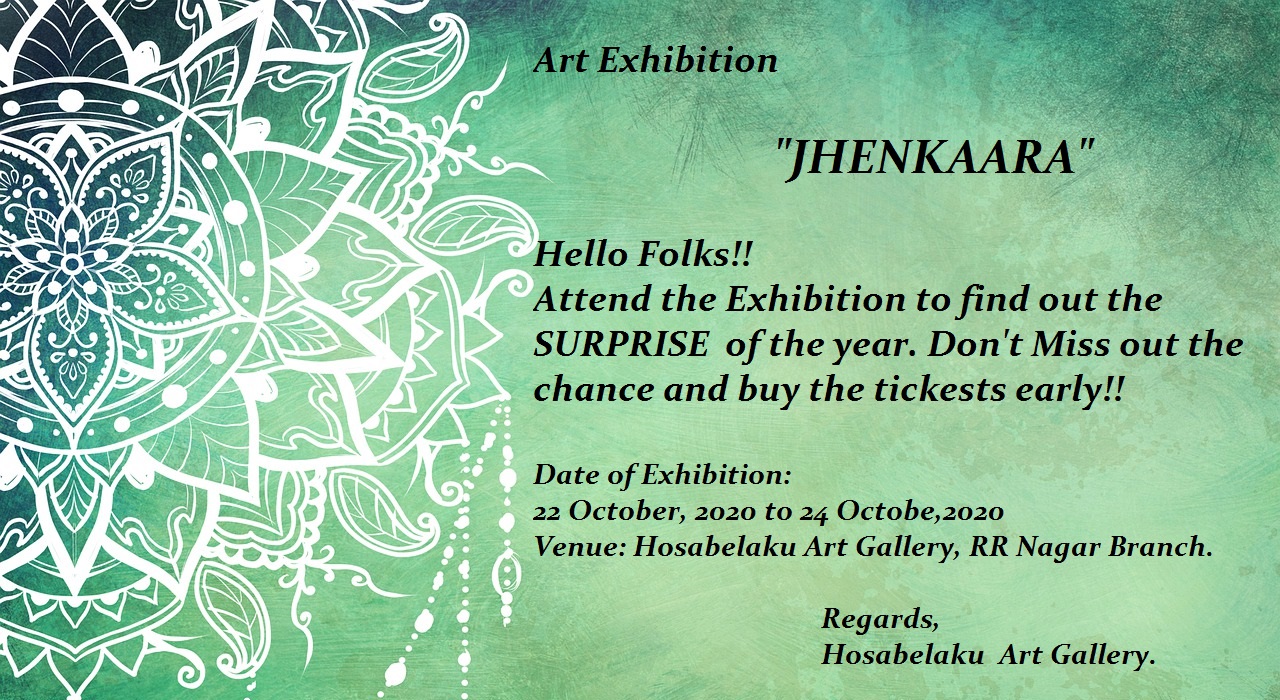 Art Exhibition
"JHENKAARA"
Hello Folks!!
Attend the Exhibition to find out the
SURPRISE of the year. Don't Miss out the
chance and buy the tickests early!!
Date of Exhibition:
22 October, 2020 to 24 Octobe,2020
Venue: Hosabelaku Art Gallery, RR Nagar Branch.
Regards,
Hosabelaku Art Gallery.